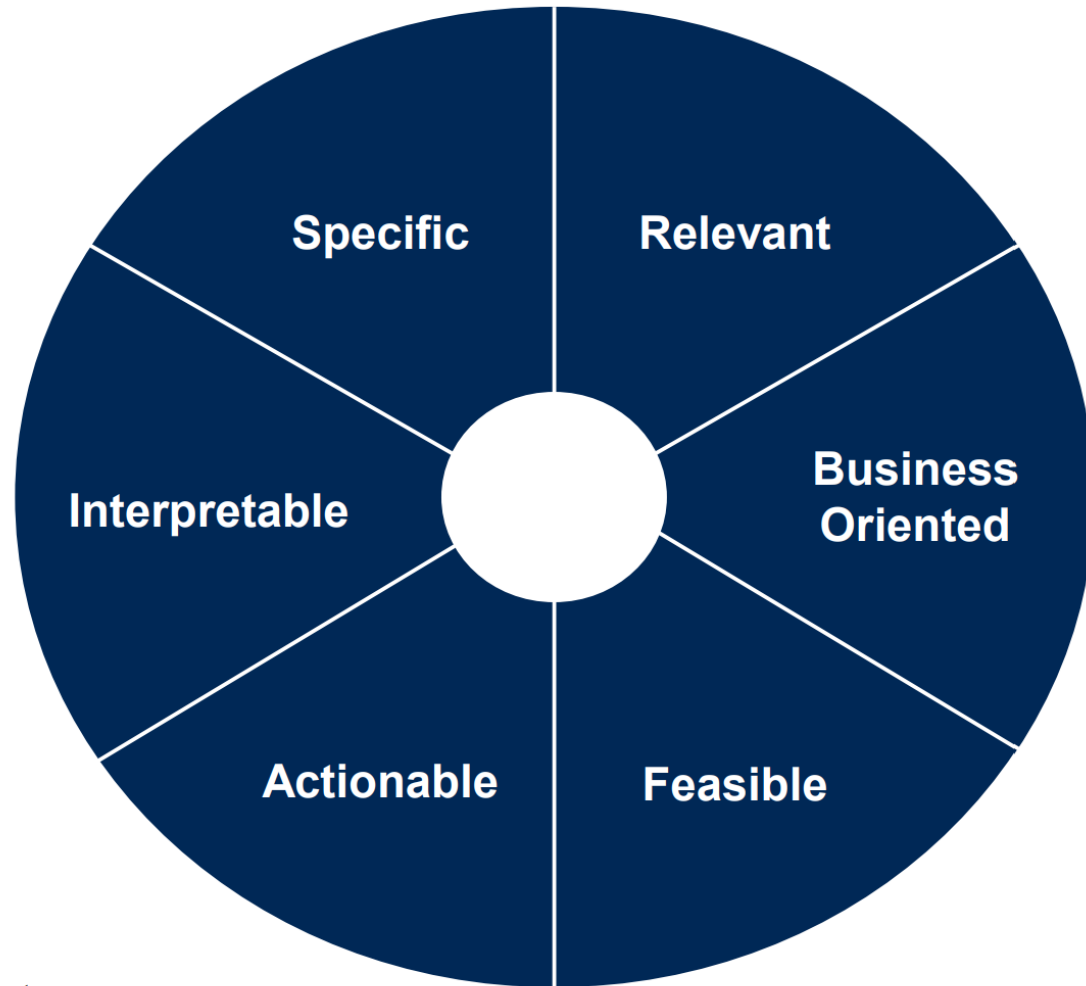 Specific
Relevant
Interpretable
Business
Oriented
Actionable
Feasible